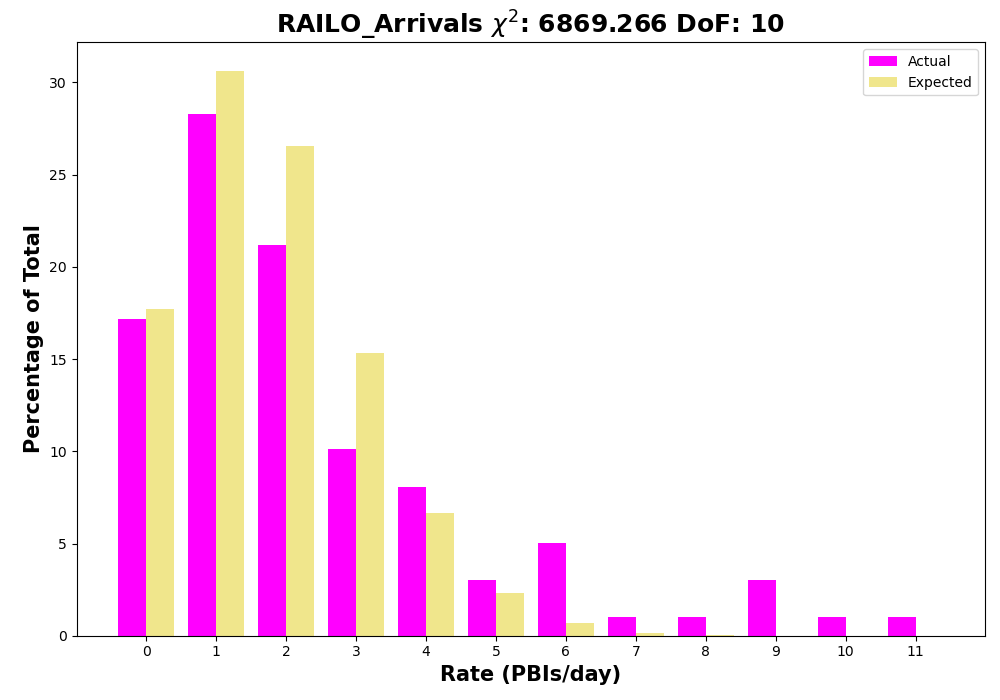 RAILO_Arrivals χ²: 6869.266 DoF: 10
Actual
Expected
Percentage of Total
30
25
20
15
10
5
0
0 1 2 3 4 5 6 7 8 9 10 11
Rate (PBIs/day)